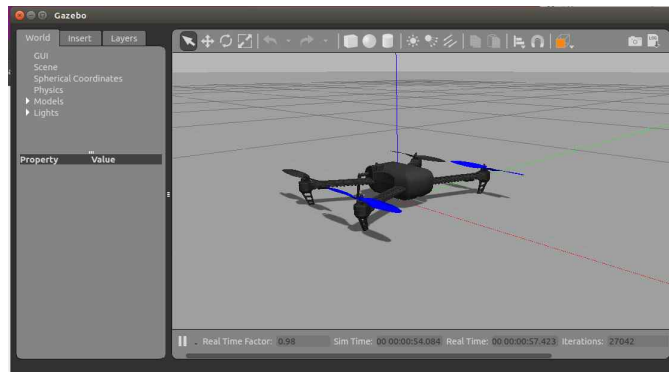 Gazebo
World Insert Layers
GUI
Scene
Spherical Coordinates
Physics
Models
Lights
Property Value
Real Time Factor: 0.98 Sim Time: 00 00:00:54.084 Real Time: 00 00:00:57.423 Iterations: 27042